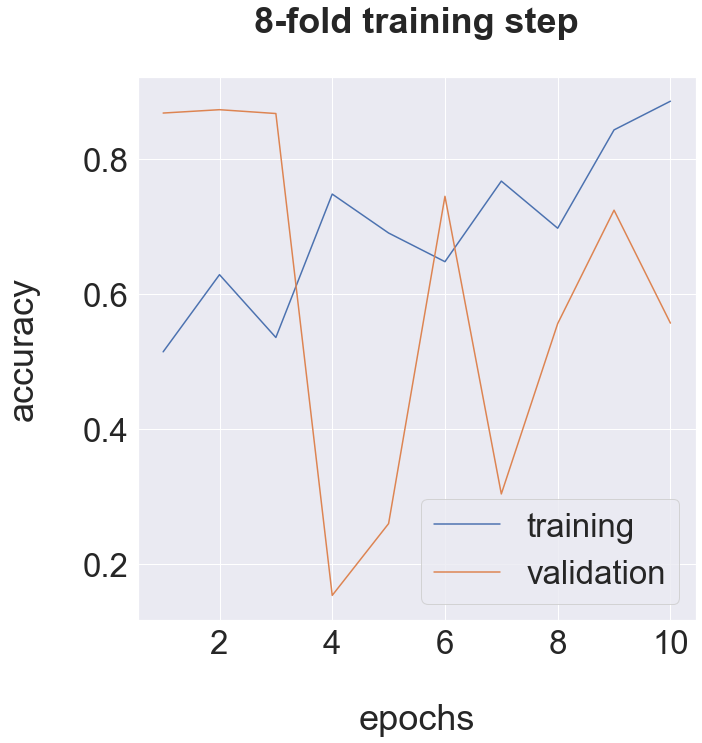 8-fold training step
accuracy
0.8
0.6
0.4
0.2
training
validation
2 4 6 8 10
epochs